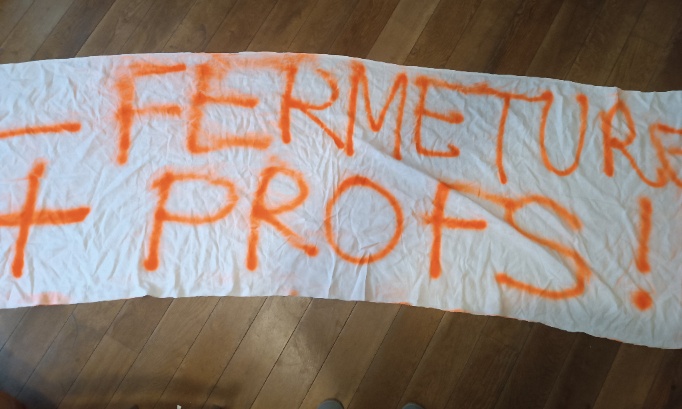 - FERMETURE
+ PROFS!